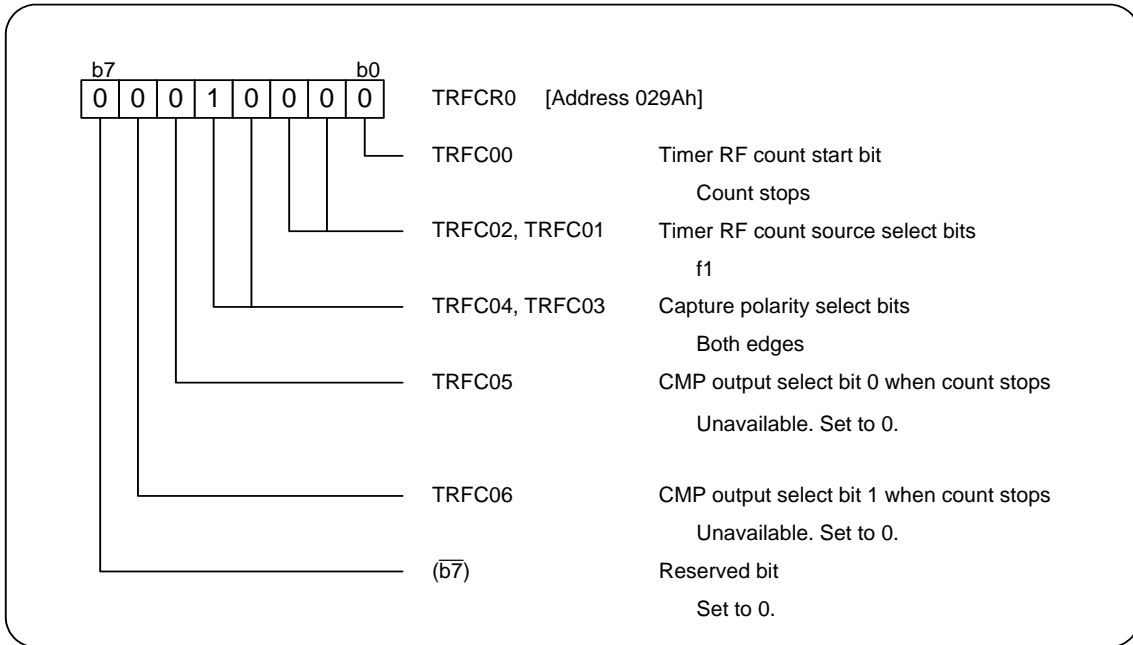 b7 b0
0 0 0 1 0 0 0 0 TRFCR0 [Address 029Ah]
TRFC00 Timer RF count start bit
Count stops
TRFC02, TRFC01 Timer RF count source select bits
f1
TRFC04, TRFC03 Capture polarity select bits
Both edges
TRFC05 CMP output select bit 0 when count stops
Unavailable. Set to 0.
TRFC06 CMP output select bit 1 when count stops
Unavailable. Set to 0.
(b7) Reserved bit
Set to 0.